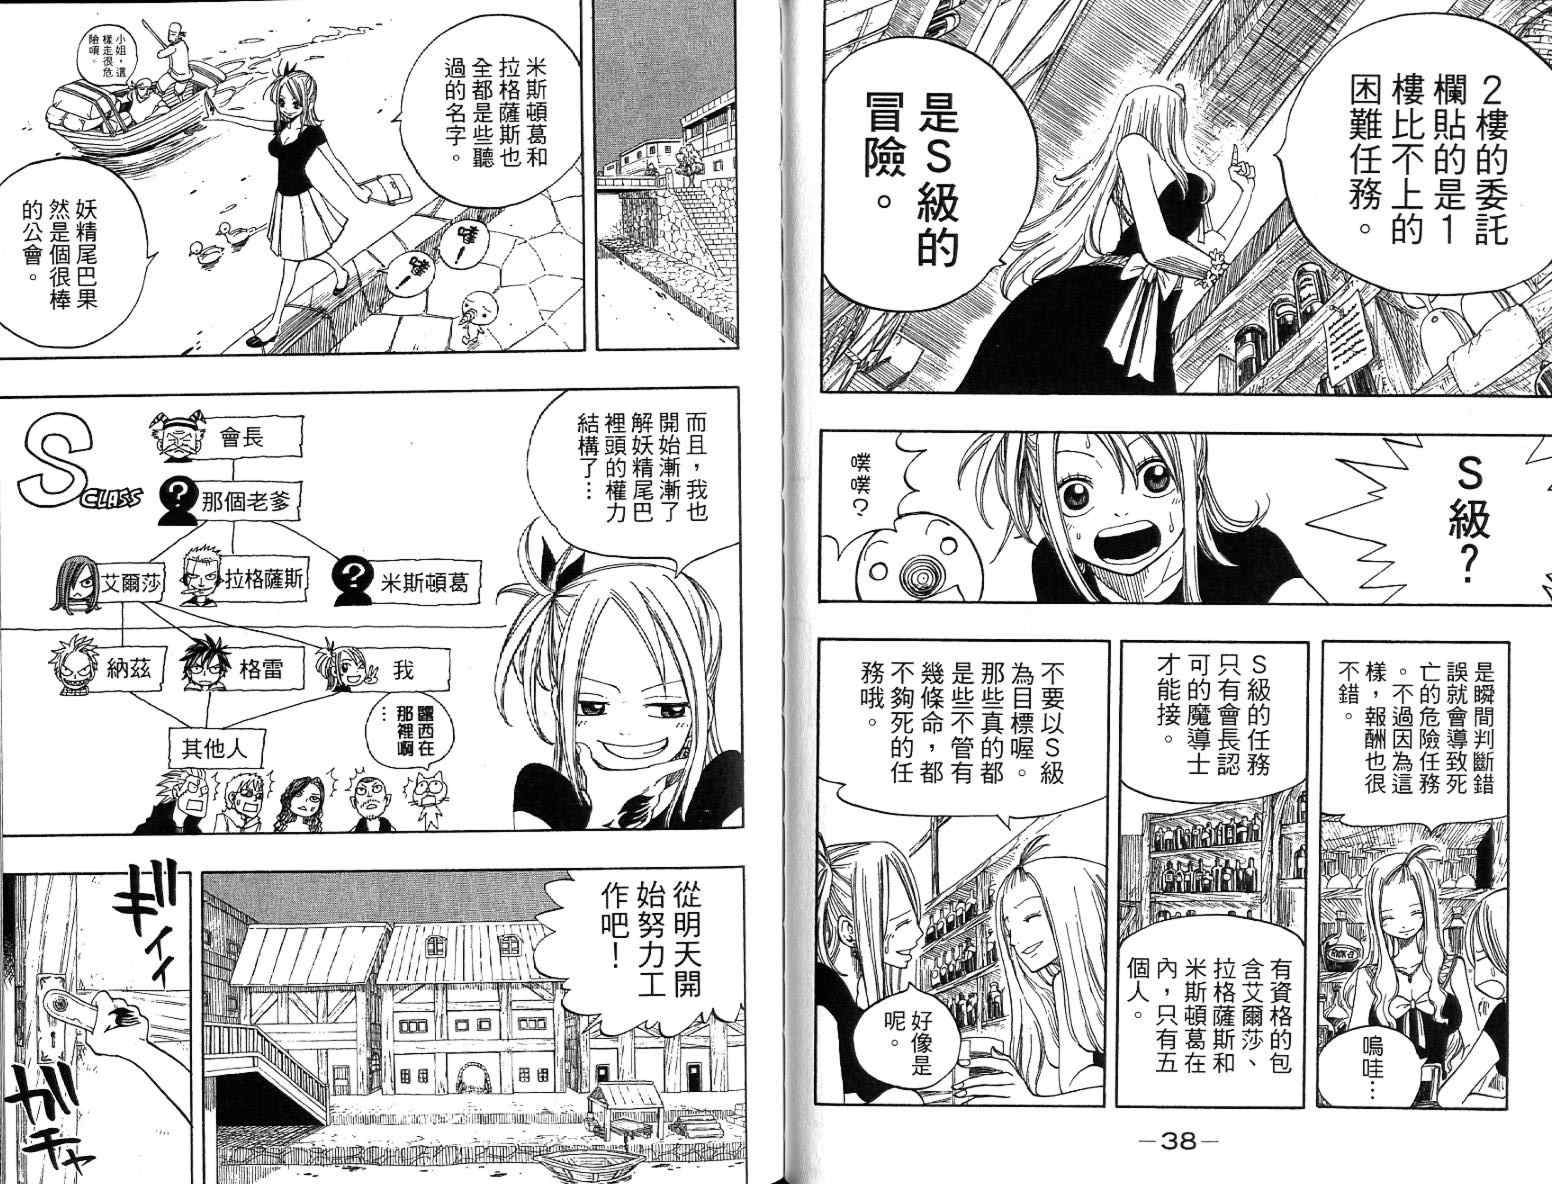 2樓的委託
欄貼的是1
樓比不上的
困難任務。
是S級的
冒險。
S級?
噗噗?
是瞬間判斷錯
誤就會導致死
亡的危險任務
。不過因為這
樣，報酬也很
不錯。
嗚哇…
S級的任務
只有會長認
可的魔導士
才能接。
有資格的包
含艾爾莎、
拉格薩斯和
米斯頓葛在
內，只有五
個人。
不要以S級
為目標喔。
那些真的都
是些不管有
幾條命，都
不夠死的任
務哦。
好像是
呢。
—38—
米斯頓葛和
拉格薩斯也
全都是些聽
過的名字。
小姐，這
樣走很危
險唷。
嘩！
嘩！
妖精尾巴果
然是個很棒
的公會。
而且，我也
開始漸漸了
解妖精尾巴
裡頭的權力
結構了…
S CLASS
會長
?
那個老爹
艾爾莎
拉格薩斯
?
米斯頓葛
納茲
格雷
我
其他人
露西在
那裡啊
…
從明天開
始努力工
作吧！
ギイイ
ガチャ